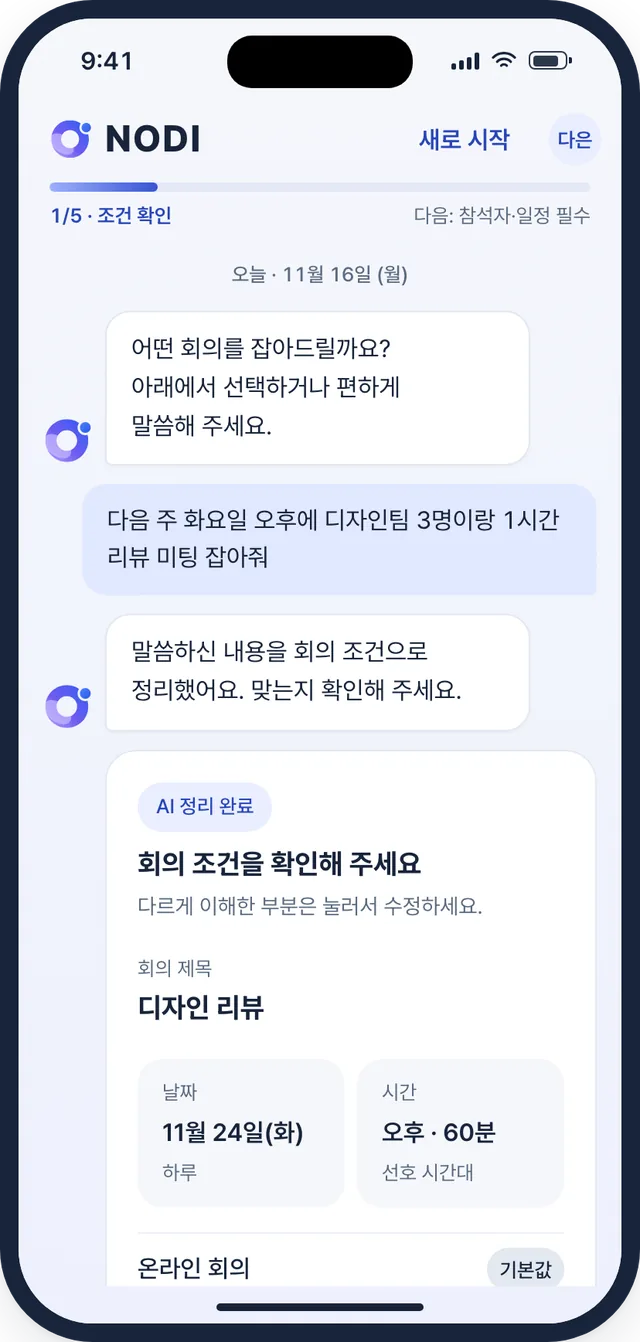 9:41
NODI
새로 시작
다은
1/5 · 조건 확인
다음: 참석자·일정 필수
오늘 · 11월 16일 (월)
어떤 회의를 잡아드릴까요?
아래에서 선택하거나 편하게
말씀해 주세요.
다음 주 화요일 오후에 디자인팀 3명이랑 1시간
리뷰 미팅 잡아줘
말씀하신 내용을 회의 조건으로
정리했어요. 맞는지 확인해 주세요.
AI 정리 완료
회의 조건을 확인해 주세요
다르게 이해한 부분은 눌러서 수정하세요.
회의 제목
디자인 리뷰
날짜
11월 24일(화)
하루
시간
오후 · 60분
선호 시간대
온라인 회의
기본값